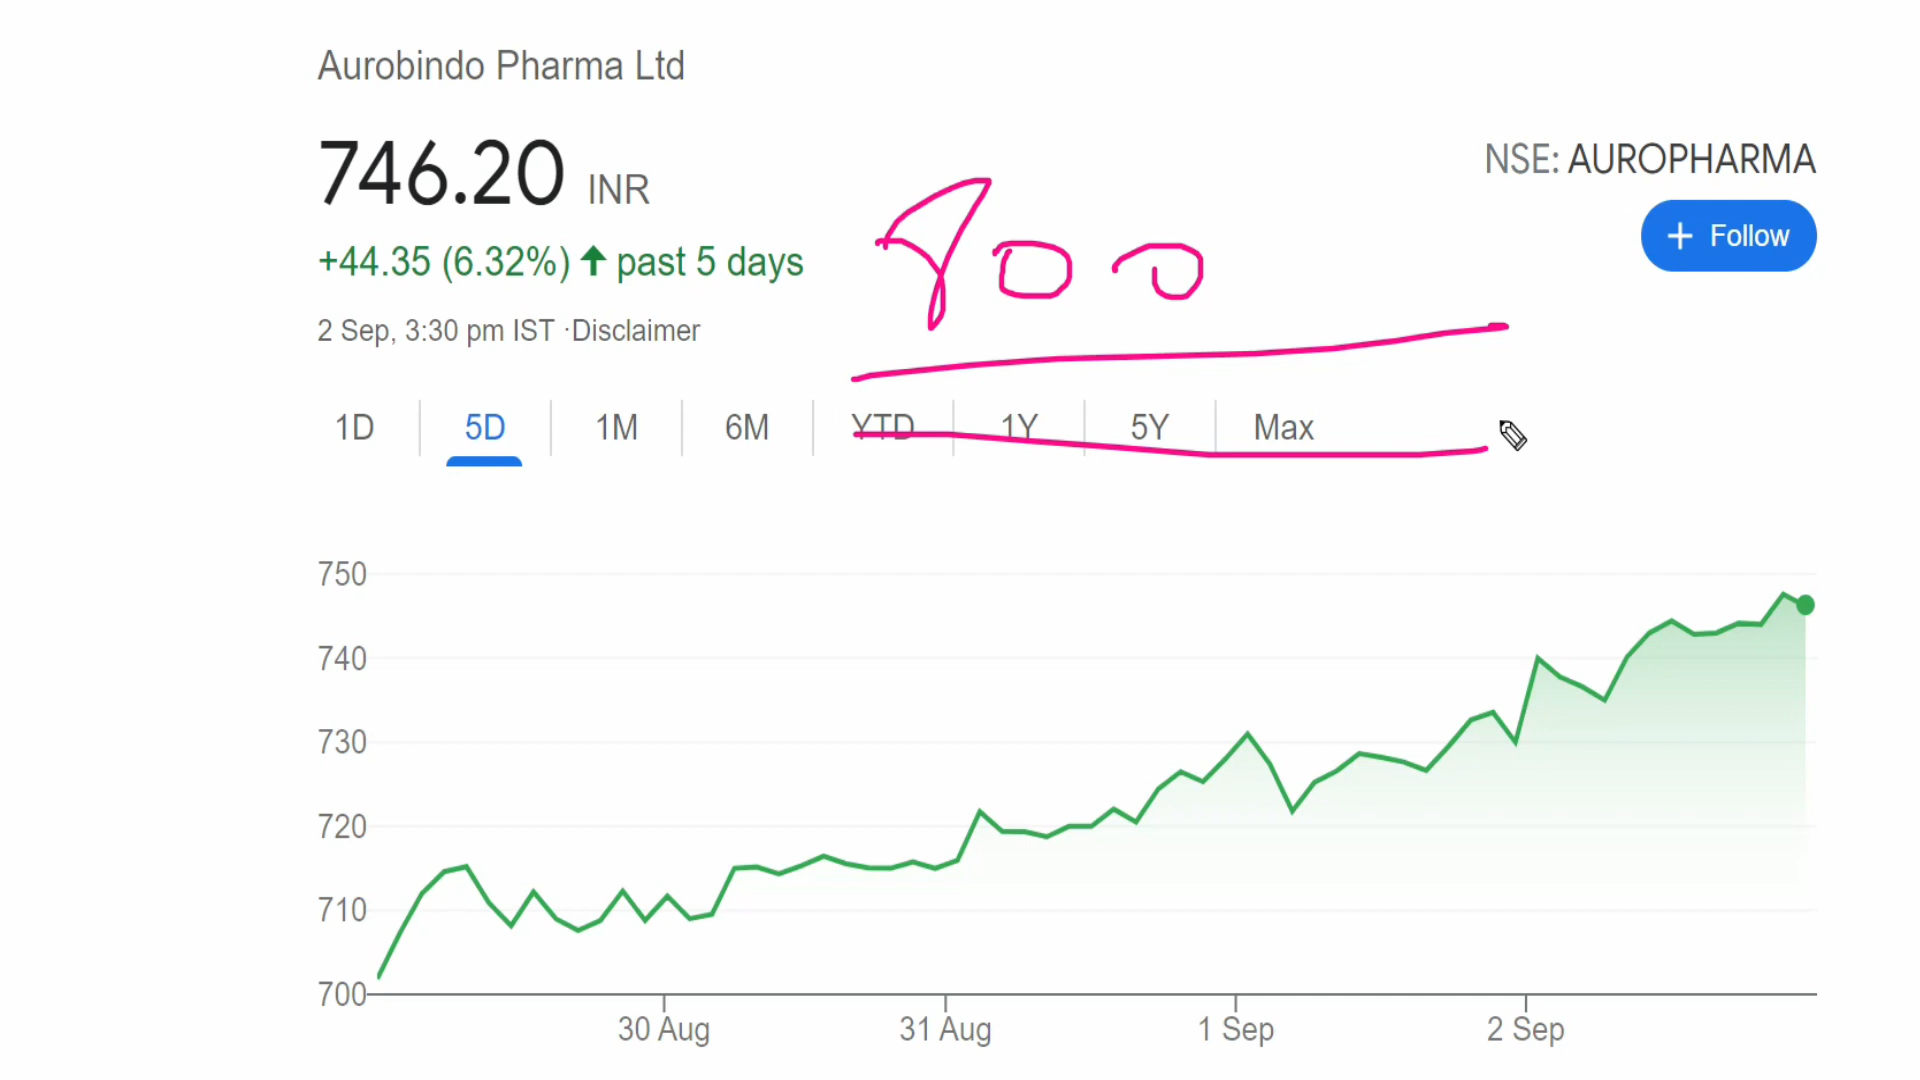 Aurobindo Pharma Ltd
746.20 INR
NSE: AUROPHARMA
+ Follow
800
+44.35 (6.32%) ↑ past 5 days
2 Sep, 3:30 pm IST ·Disclaimer
1D 5D 1M 6M YTD 1Y 5Y Max
750
740
730
720
710
700
30 Aug 31 Aug 1 Sep 2 Sep